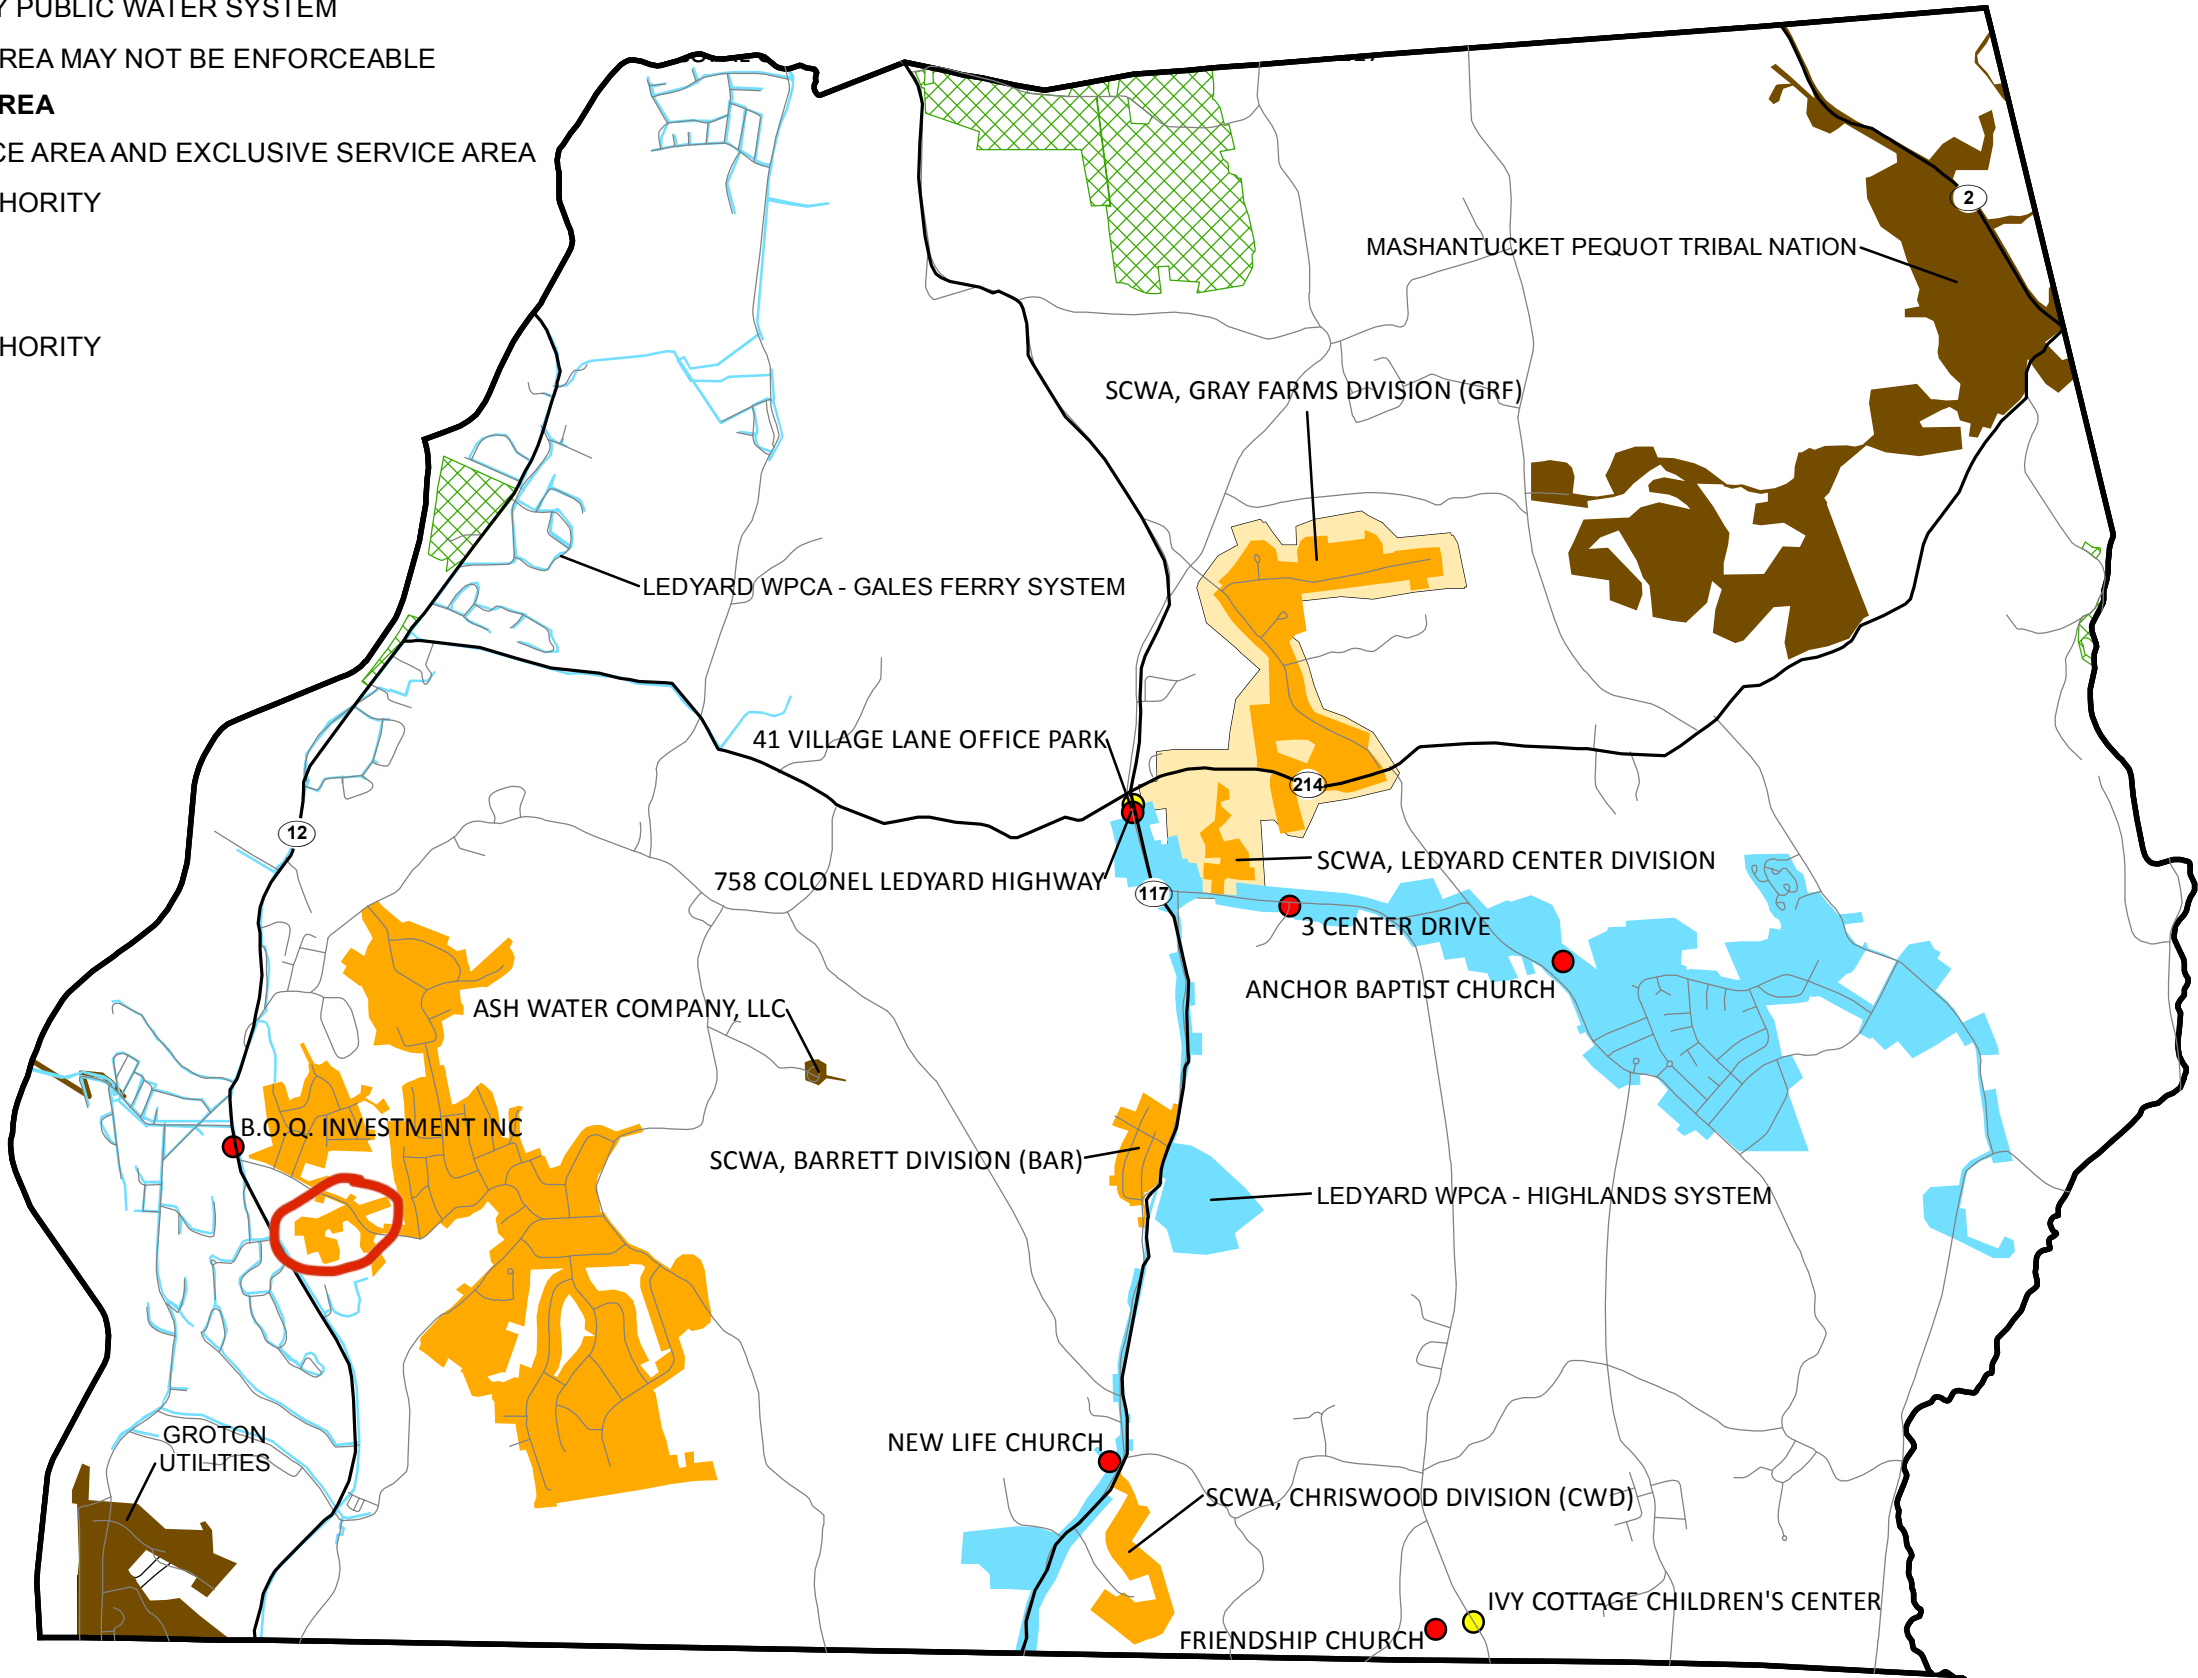 Y PUBLIC WATER SYSTEM
REA MAY NOT BE ENFORCEABLE
REA
CE AREA AND EXCLUSIVE SERVICE AREA
HORITY
HORITY
2
MASHANTUCKET PEQUOT TRIBAL NATION
SCWA, GRAY FARMS DIVISION (GRF)
LEDYARD WPCA - GALES FERRY SYSTEM
41 VILLAGE LANE OFFICE PARK
214
12
SCWA, LEDYARD CENTER DIVISION
758 COLONEL LEDYARD HIGHWAY
117
3 CENTER DRIVE
ANCHOR BAPTIST CHURCH
ASH WATER COMPANY, LLC
B.O.Q. INVESTMENT INC
SCWA, BARRETT DIVISION (BAR)
LEDYARD WPCA - HIGHLANDS SYSTEM
GROTON
UTILITIES
NEW LIFE CHURCH
SCWA, CHRISWOOD DIVISION (CWD)
IVY COTTAGE CHILDREN'S CENTER
FRIENDSHIP CHURCH